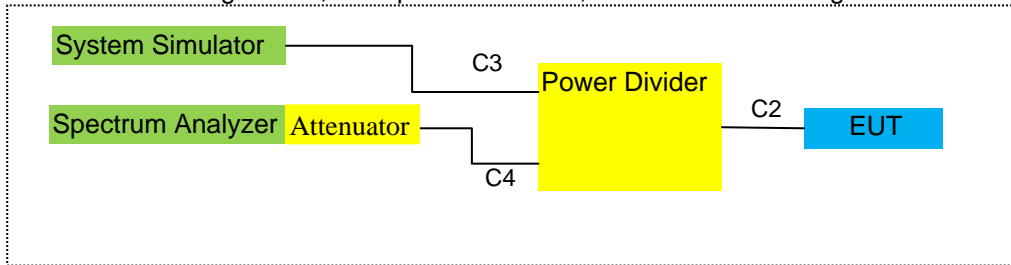 System Simulator
C3
Power Divider
C2
Spectrum Analyzer
Attenuator
EUT
C4